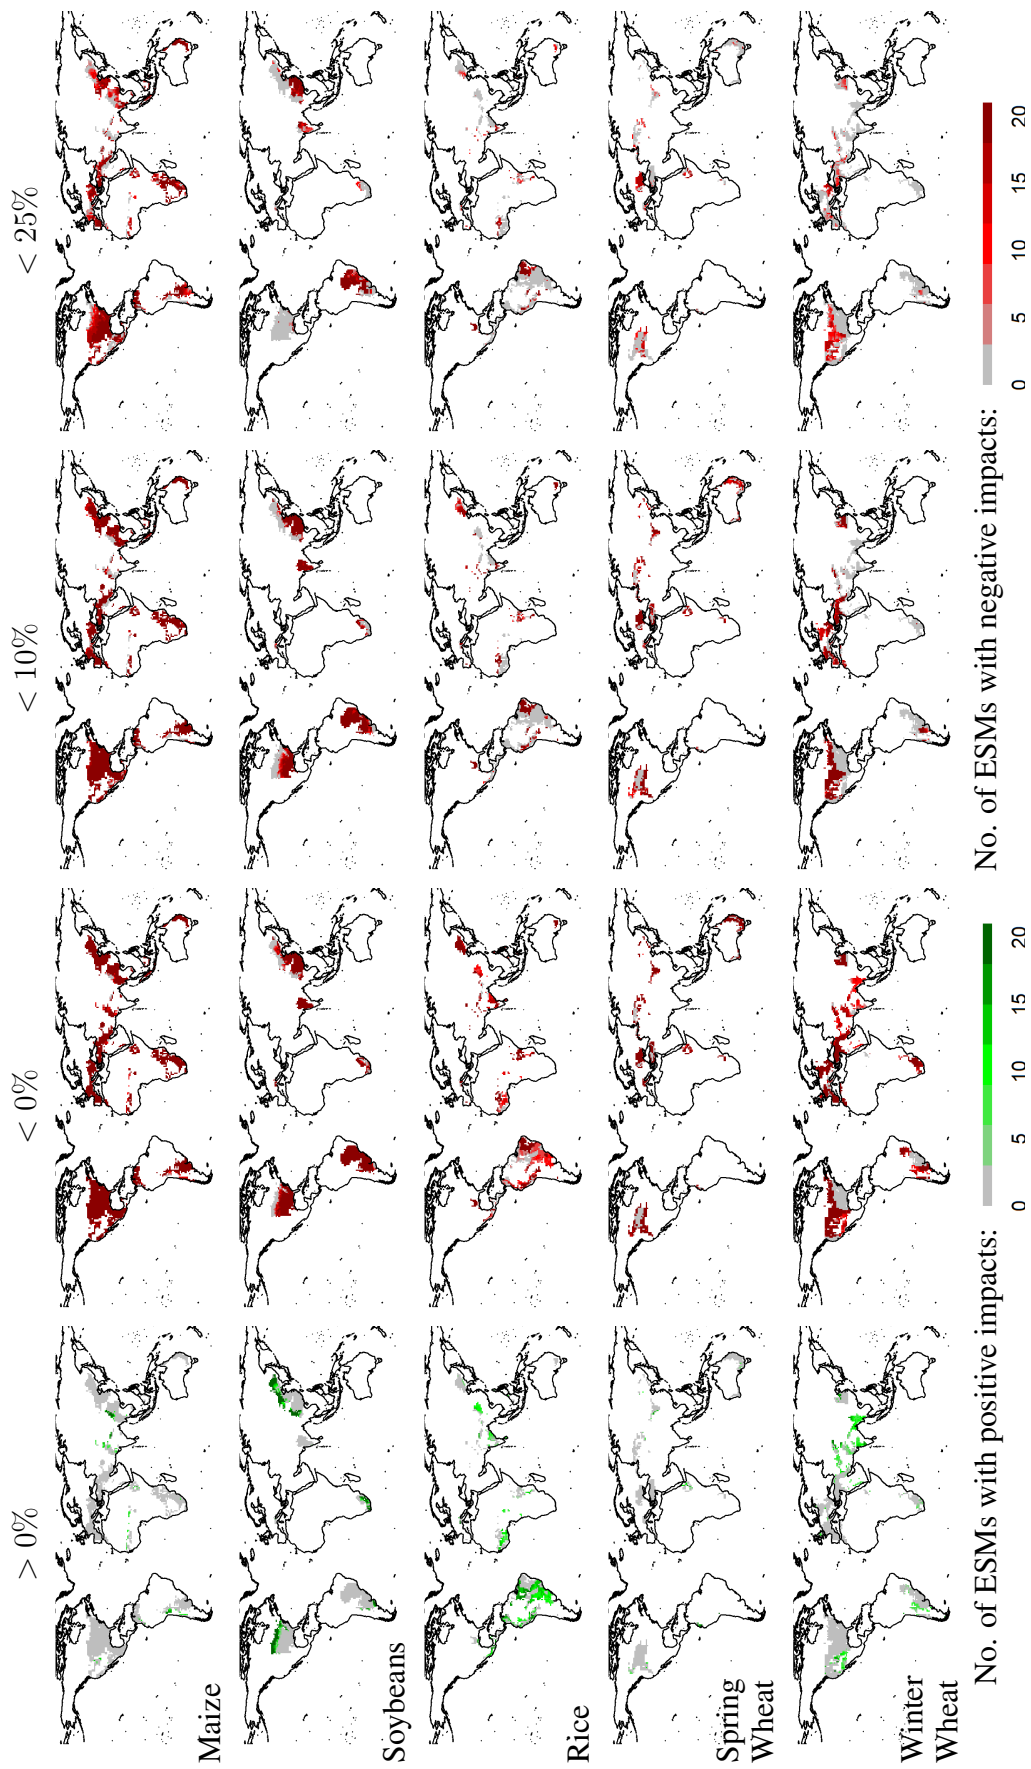 > 0%
< 0%
< 10%
< 25%
Maize
Soybeans
Rice
Spring
Wheat
Winter
Wheat
No. of ESMs with positive impacts:
0 5 10 15 20
No. of ESMs with negative impacts:
0 5 10 15 20